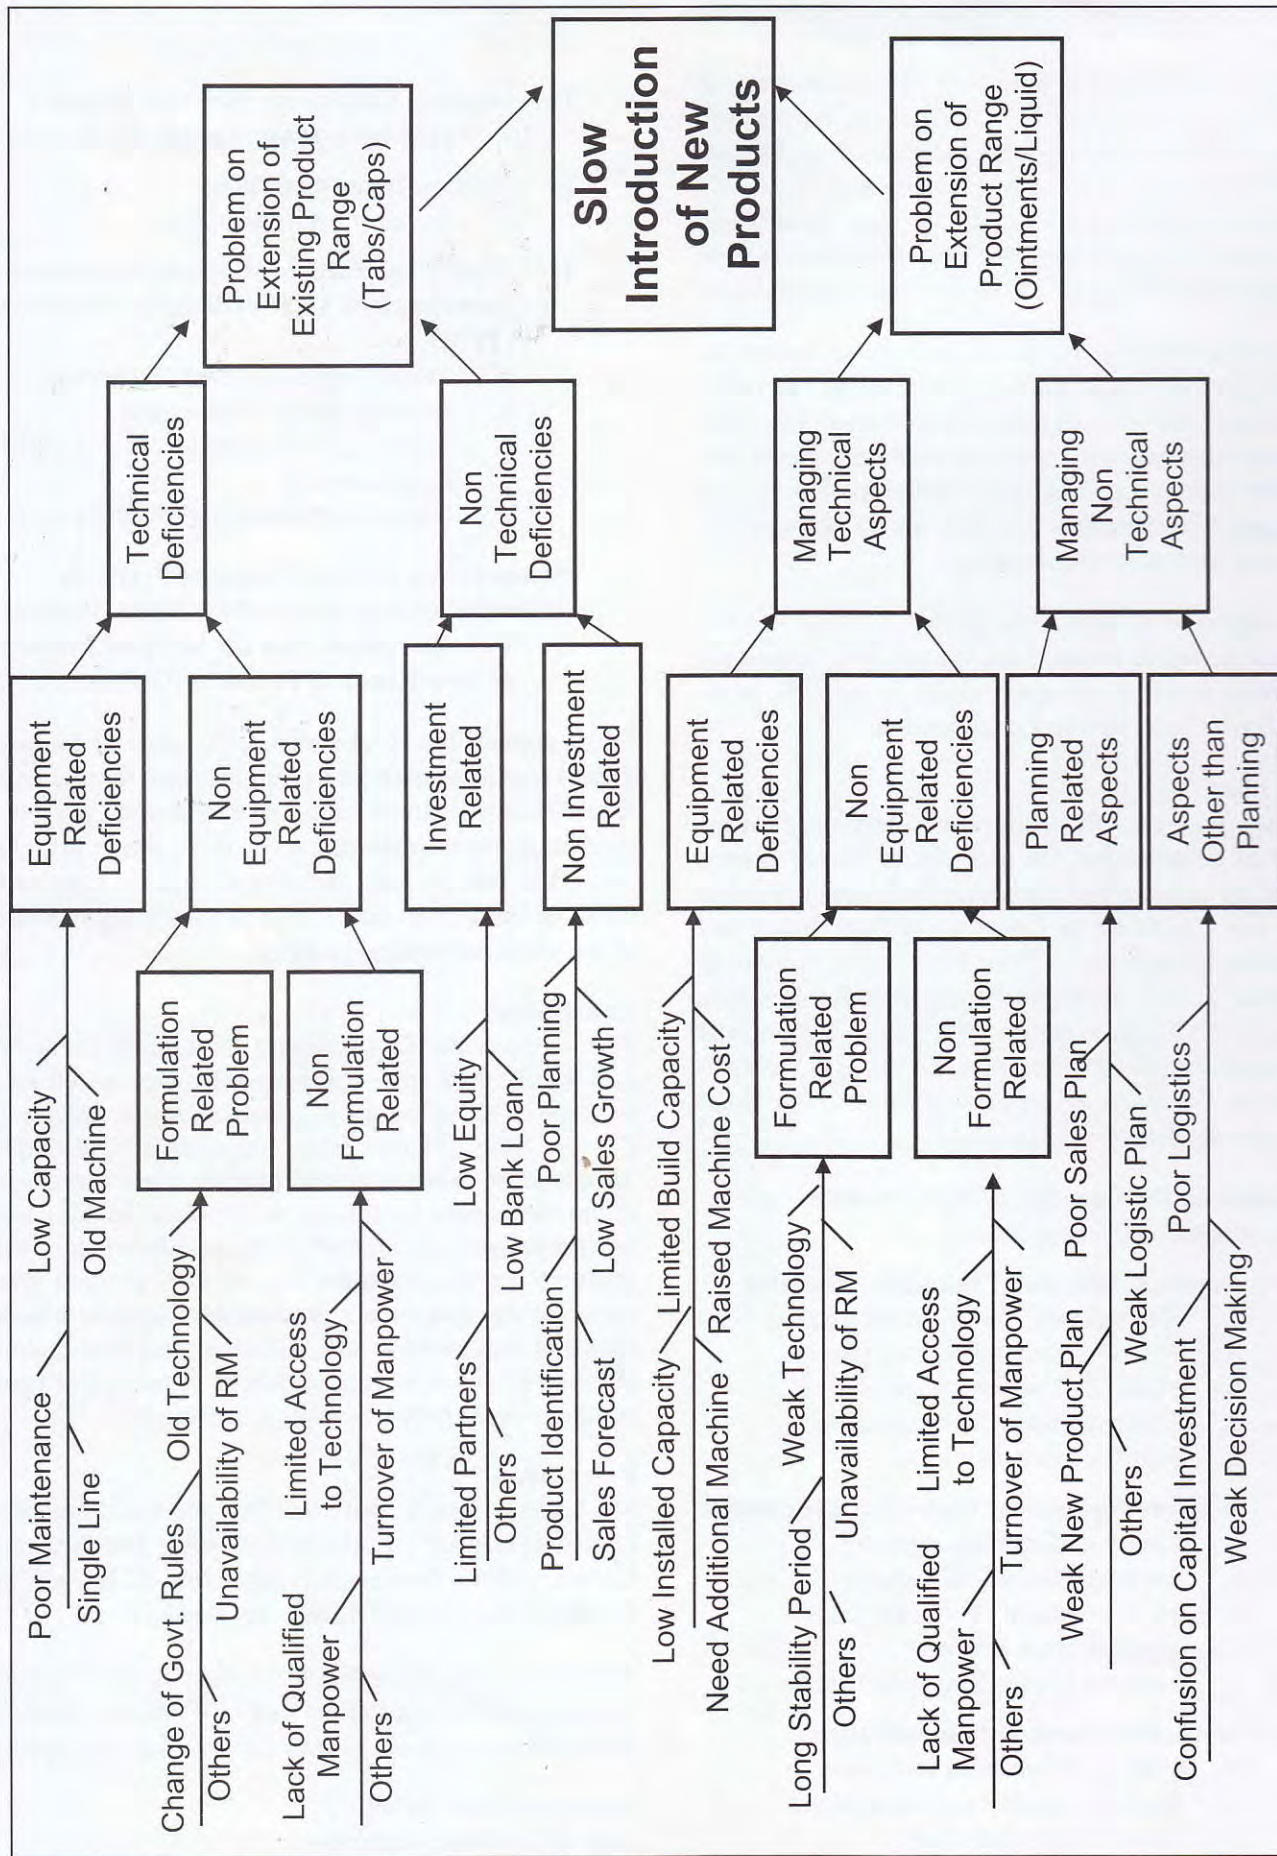 Poor Maintenance
Low Capacity
Single Line
Old Machine
Equipment
Related
Deficiencies
Change of Govt. Rules
Old Technology
Others
Unavailability of RM
Formulation
Related
Problem
Lack of Qualified
Manpower
Limited Access
to Technology
Others
Turnover of Manpower
Non
Formulation
Related
Non
Equipment
Related
Deficiencies
Technical
Deficiencies
Limited Partners
Low Equity
Others
Low Bank Loan
Investment
Related
Product Identification
Poor Planning
Sales Forecast
Low Sales Growth
Non Investment
Related
Non
Technical
Deficiencies
Problem on
Extension of
Existing Product
Range
(Tabs/Caps)
Slow
Introduction
of New
Products
Low Installed Capacity
Limited Build Capacity
Need Additional Machine
Raised Machine Cost
Equipment
Related
Deficiencies
Long Stability Period
Weak Technology
Others
Unavailability of RM
Formulation
Related
Problem
Lack of Qualified
Manpower
Limited Access
to Technology
Others
Turnover of Manpower
Non
Formulation
Related
Non
Equipment
Related
Deficiencies
Managing
Technical
Aspects
Weak New Product Plan
Poor Sales Plan
Others
Weak Logistic Plan
Planning
Related
Aspects
Confusion on Capital Investment
Poor Logistics
Weak Decision Making
Aspects
Other than
Planning
Managing
Non
Technical
Aspects
Problem on
Extension of
Product Range
(Ointments/Liquid)